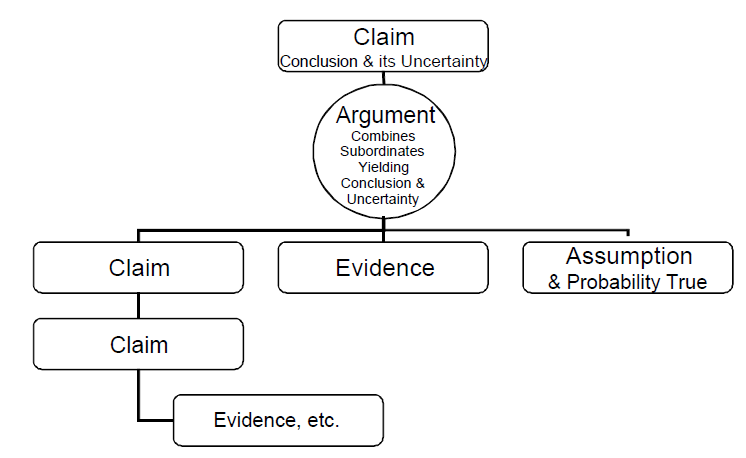 Claim
Conclusion & its Uncertainty
Argument
Combines
Subordinates
Yielding
Conclusion &
Uncertainty
Claim
Evidence
Assumption
& Probability True
Claim
Evidence, etc.